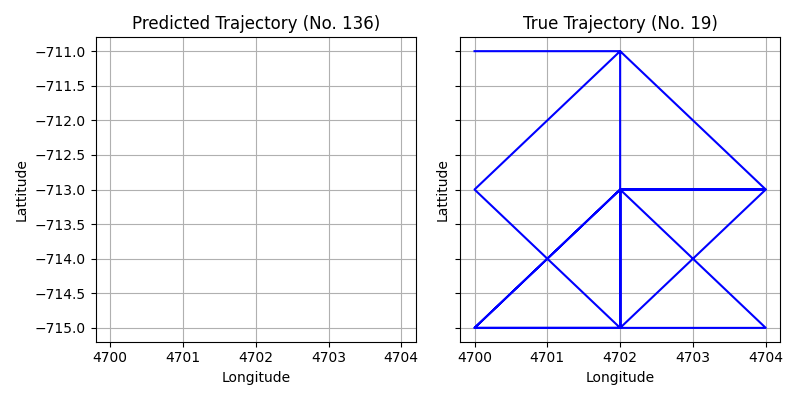 Predicted Trajectory (No. 136)
True Trajectory (No. 19)
Lattitude
−711.0
−711.5
−712.0
−712.5
−713.0
−713.5
−714.0
−714.5
−715.0
4700 4701 4702 4703 4704
Longitude
Lattitude
4700 4701 4702 4703 4704
Longitude